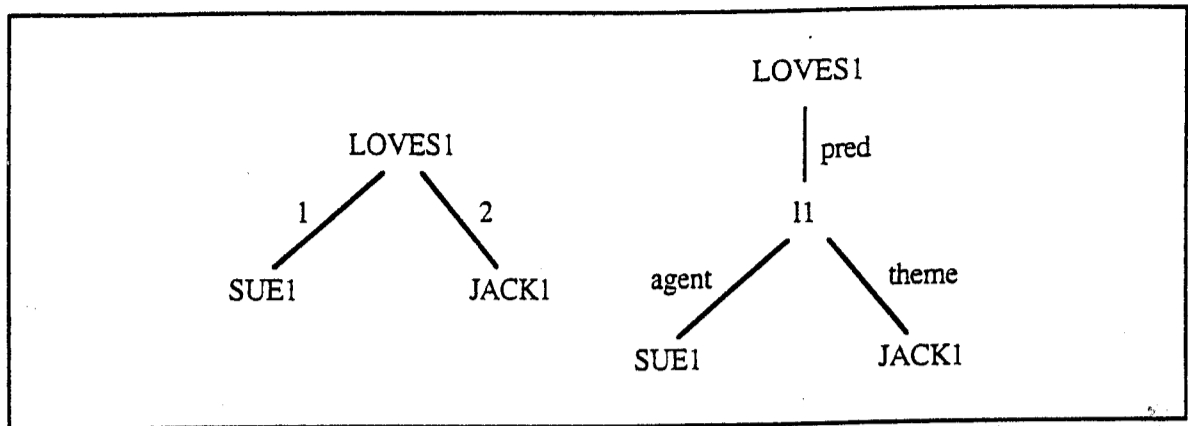 LOVES1
1 2
SUE1 JACK1
LOVES1
pred
l1
agent theme
SUE1 JACK1